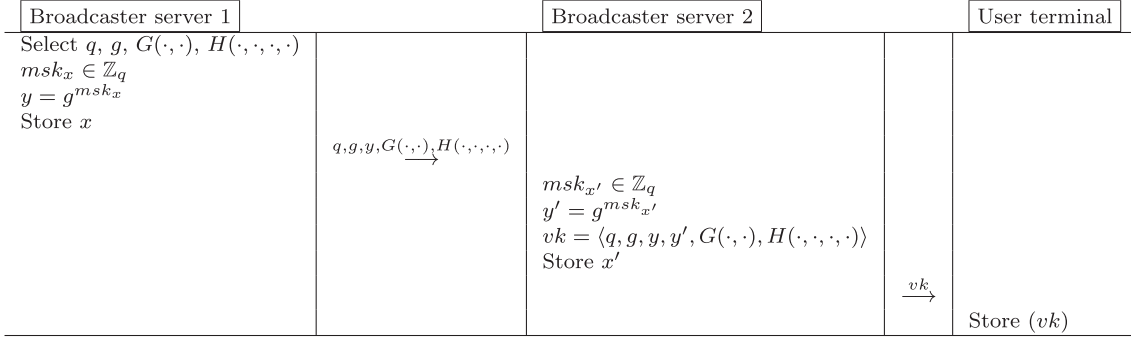 Broadcaster server 1 Broadcaster server 2 User terminal
Select q, g, G(·,·), H(·,·,·,·)
msk_x ∈ ℤ_q
y = g^{msk_x}
Store x
q,g,y,G(·,·),H(·,·,·,·)
⟶
msk_{x′} ∈ ℤ_q
y′ = g^{msk_{x′}}
vk = ⟨q, g, y, y′, G(·,·), H(·,·,·,·)⟩
Store x′
vk
⟶
Store (vk)